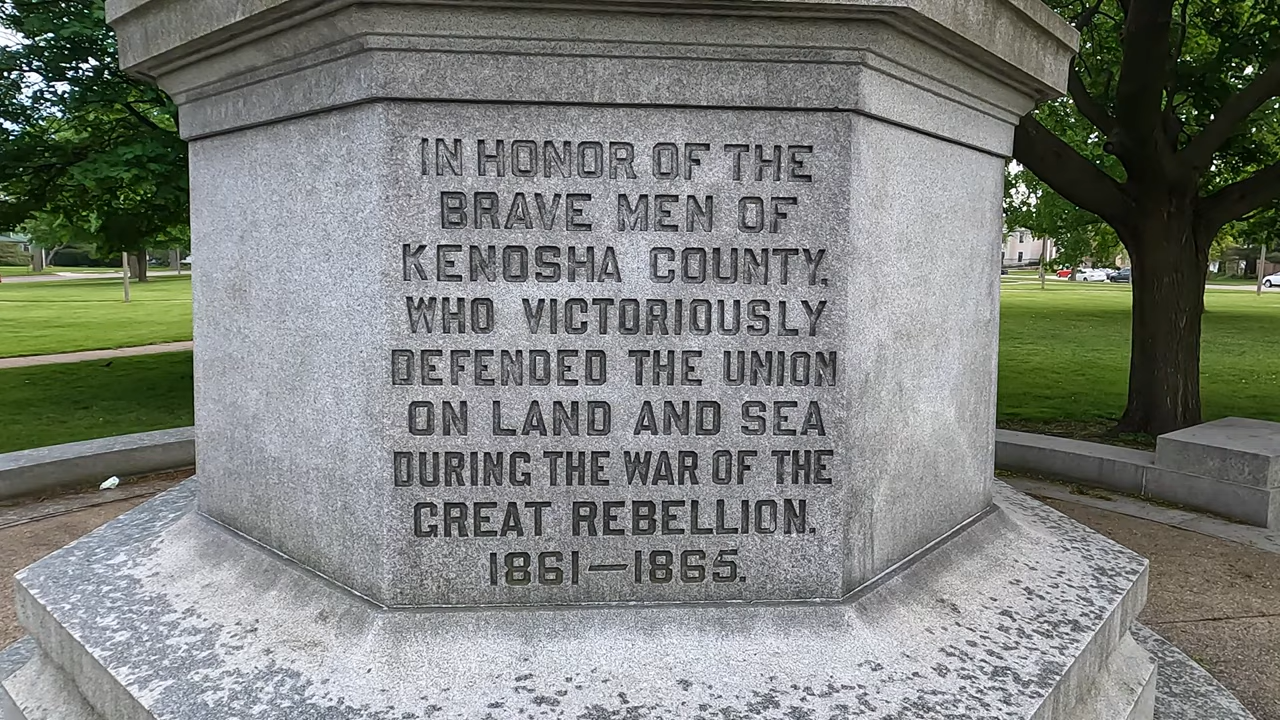 IN HONOR OF THE
BRAVE MEN OF
KENOSHA COUNTY,
WHO VICTORIOUSLY
DEFENDED THE UNION
ON LAND AND SEA
DURING THE WAR OF THE
GREAT REBELLION.
1861—1865.